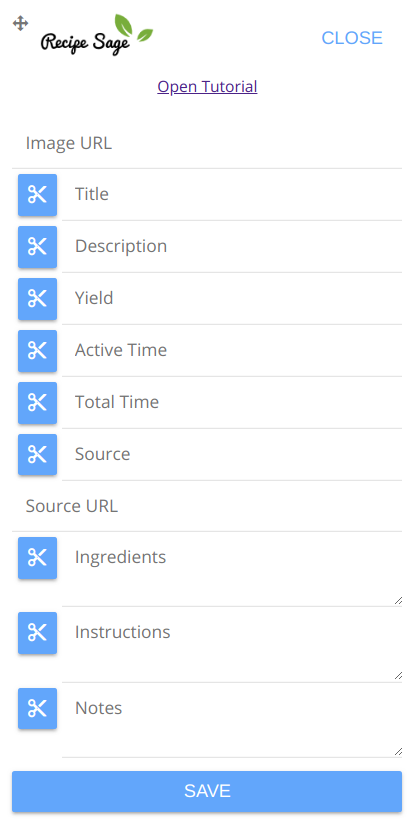 Recipe Sage
CLOSE
Open Tutorial
Image URL
Title
Description
Yield
Active Time
Total Time
Source
Source URL
Ingredients
Instructions
Notes
SAVE